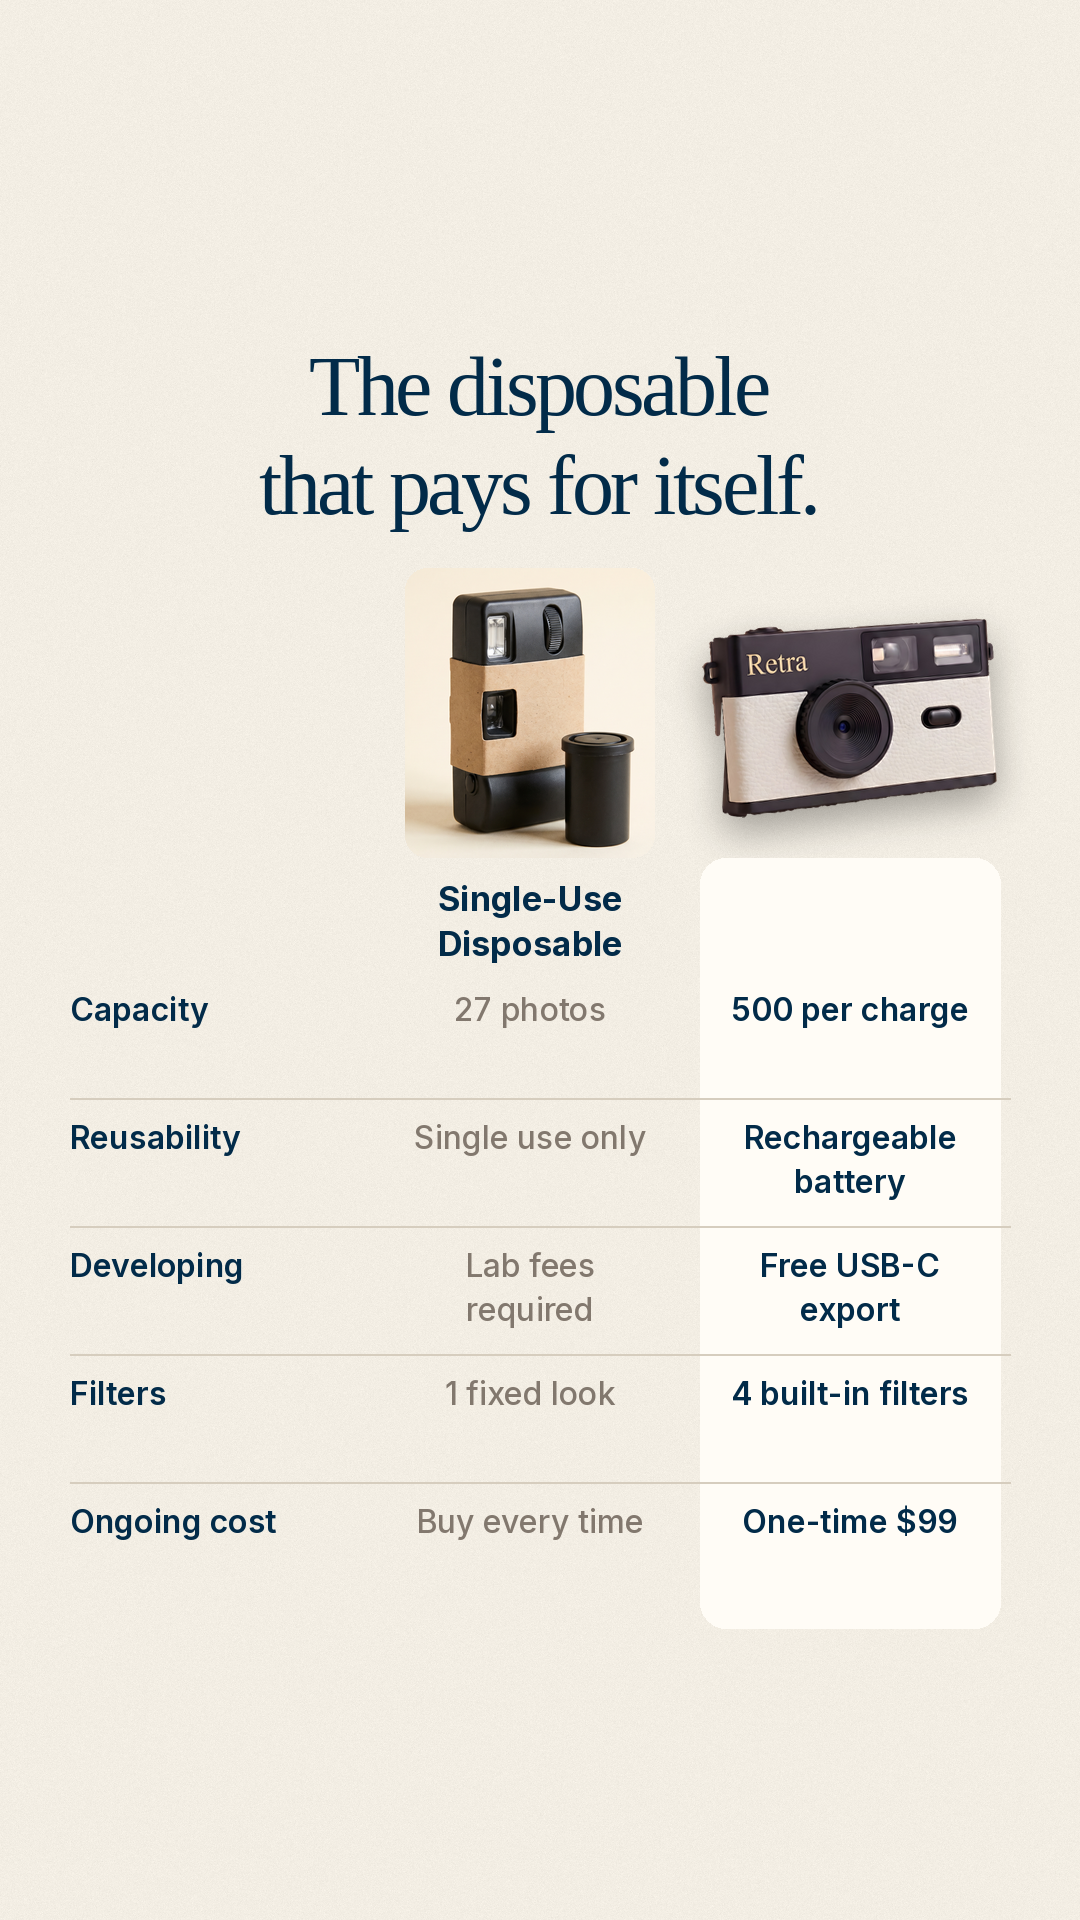 The disposable
that pays for itself.
Retra
Single-Use
Disposable
Capacity
27 photos
500 per charge
Reusability
Single use only
Rechargeable
battery
Developing
Lab fees
required
Free USB-C
export
Filters
1 fixed look
4 built-in filters
Ongoing cost
Buy every time
One-time $99